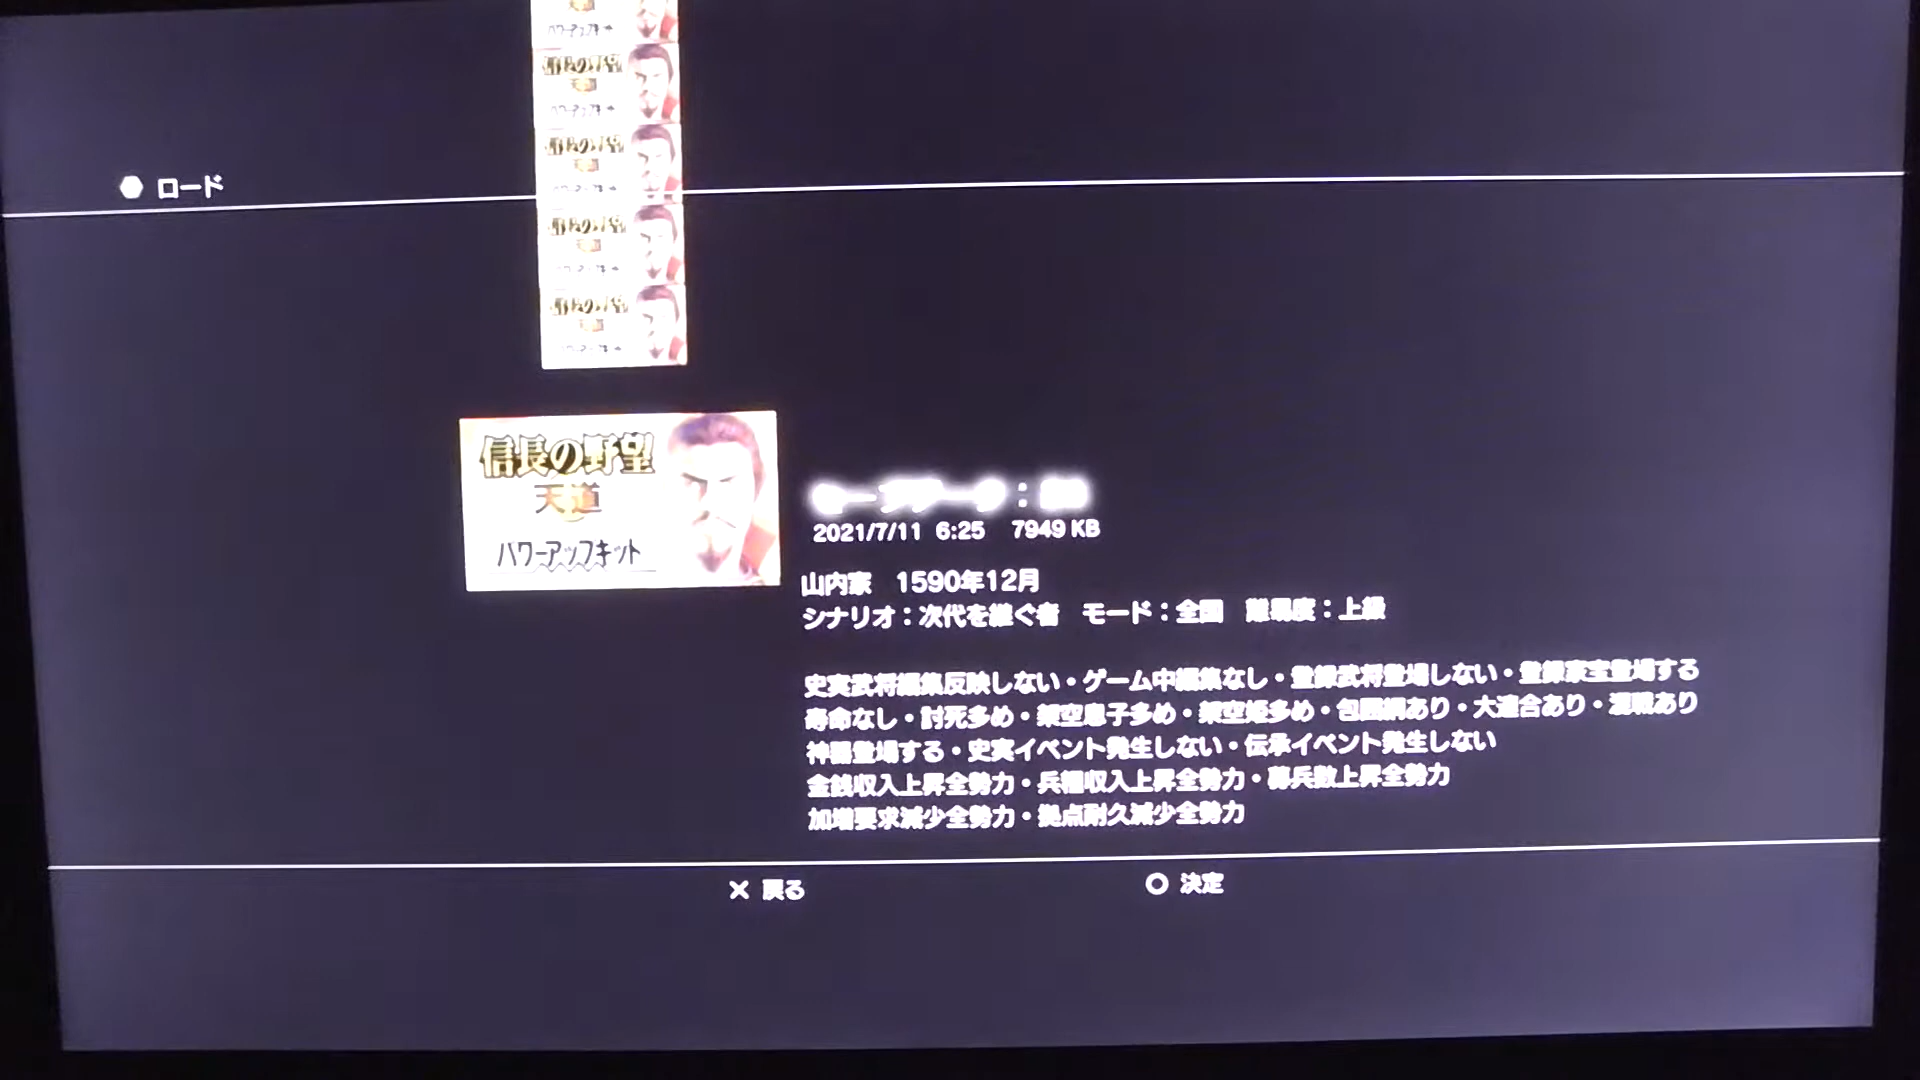 ロード
信長の野望
天道
パワーアップキット
2021/7/11 6:25 7949 KB
山内家 1590年12月
シナリオ：次代を継ぐ者 モード：全国 難易度：上級
史実武将編集反映しない・ゲーム中編集なし・登録武将登場しない・登録家宝登場する
寿命なし・討死多め・架空息子多め・架空姫多め・包囲網あり・大連合あり・援軍あり
神器登場する・史実イベント発生しない・伝承イベント発生しない
金銭収入上昇全勢力・兵糧収入上昇全勢力・募兵数上昇全勢力
加増要求減少全勢力・拠点耐久減少全勢力
× 戻る ○ 決定